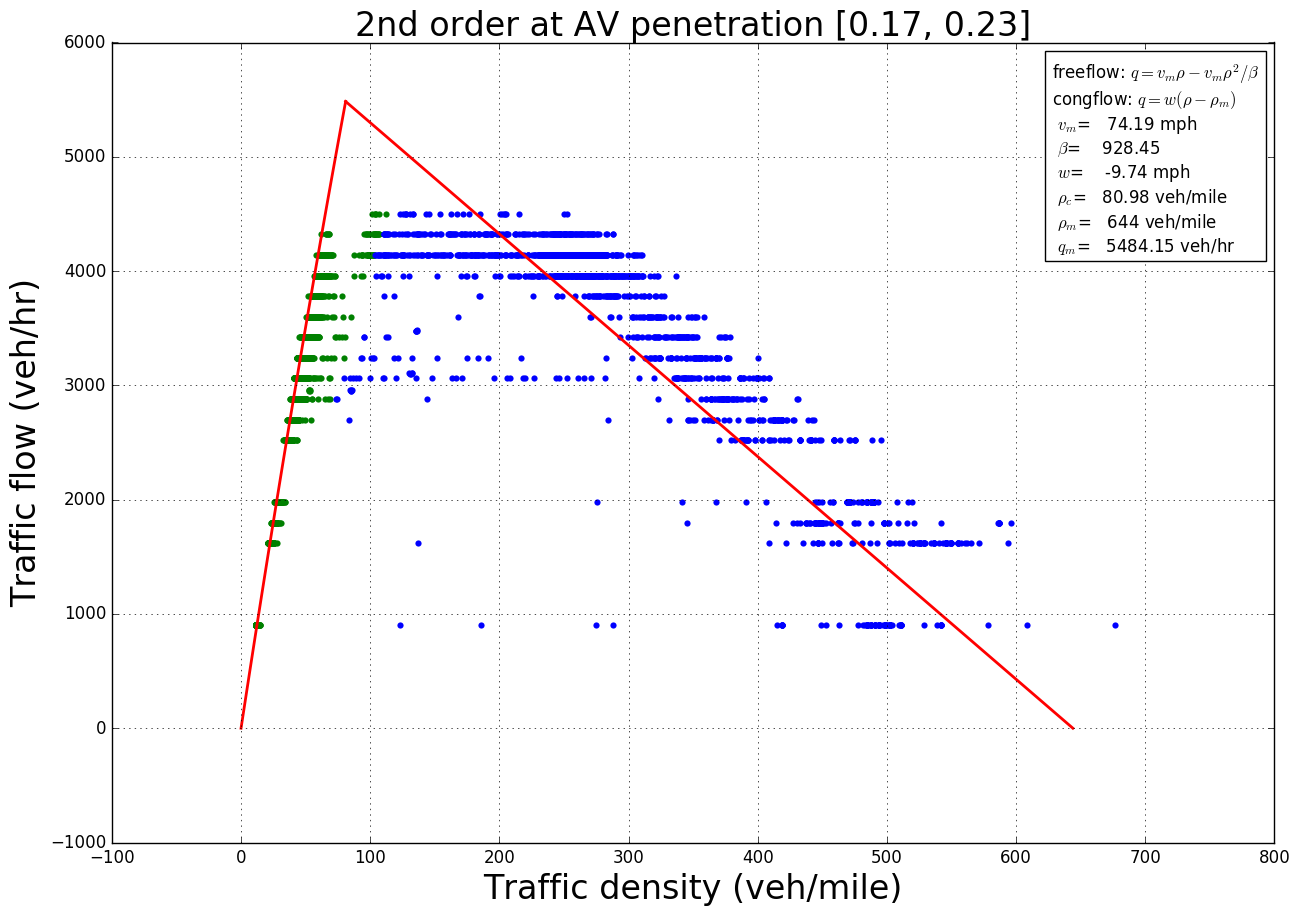 2nd order at AV penetration [0.17, 0.23]
6000
5000
4000
3000
2000
1000
0
−1000
Traffic flow (veh/hr)
freeflow: q = v_m ρ − v_m ρ²/β
congflow: q = w(ρ − ρ_m)
v_m= 74.19 mph
β= 928.45
w= -9.74 mph
ρ_c= 80.98 veh/mile
ρ_m= 644 veh/mile
q_m= 5484.15 veh/hr
−100 0 100 200 300 400 500 600 700 800
Traffic density (veh/mile)